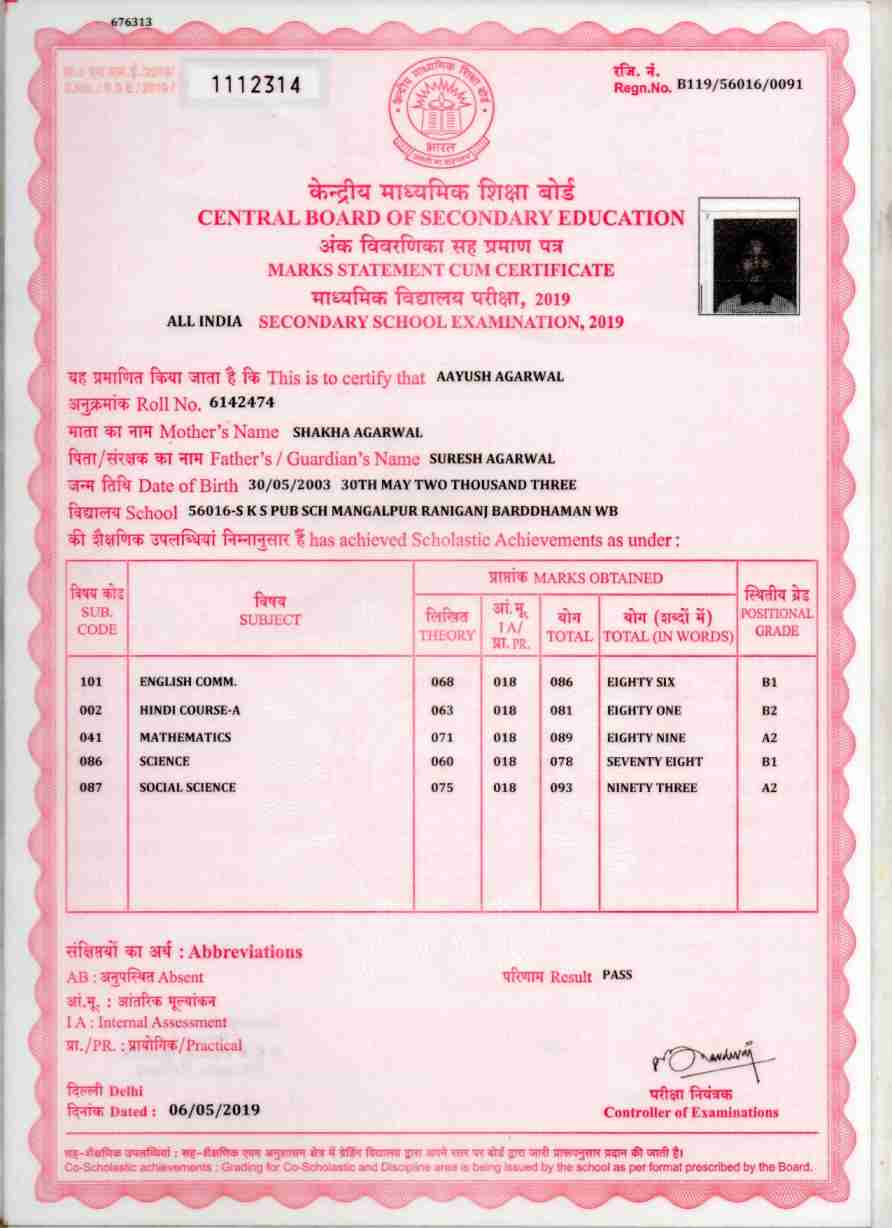 676313
1112314
रजि. नं.
Regn.No. B119/56016/0091
केन्द्रीय माध्यमिक शिक्षा बोर्ड
भारत
केन्द्रीय माध्यमिक शिक्षा बोर्ड
CENTRAL BOARD OF SECONDARY EDUCATION
अंक विवरणिका सह प्रमाण पत्र
MARKS STATEMENT CUM CERTIFICATE
माध्यमिक विद्यालय परीक्षा, 2019
ALL INDIA SECONDARY SCHOOL EXAMINATION, 2019
यह प्रमाणित किया जाता है कि This is to certify that AAYUSH AGARWAL
अनुक्रमांक Roll No. 6142474
माता का नाम Mother's Name SHAKHA AGARWAL
पिता/संरक्षक का नाम Father's / Guardian's Name SURESH AGARWAL
जन्म तिथि Date of Birth 30/05/2003 30TH MAY TWO THOUSAND THREE
विद्यालय School 56016-S K S PUB SCH MANGALPUR RANIGANJ BARDDHAMAN WB
की शैक्षणिक उपलब्धियां निम्नानुसार हैं has achieved Scholastic Achievements as under :
विषय कोड SUB. CODE
विषय SUBJECT
प्राप्तांक MARKS OBTAINED
लिखित THEORY
आं.मू. I A/ प्रा. PR.
योग TOTAL
योग (शब्दों में) TOTAL (IN WORDS)
स्थितीय ग्रेड POSITIONAL GRADE
101 ENGLISH COMM. 068 018 086 EIGHTY SIX B1
002 HINDI COURSE-A 063 018 081 EIGHTY ONE B2
041 MATHEMATICS 071 018 089 EIGHTY NINE A2
086 SCIENCE 060 018 078 SEVENTY EIGHT B1
087 SOCIAL SCIENCE 075 018 093 NINETY THREE A2
संक्षिप्तयों का अर्थ : Abbreviations
AB : अनुपस्थित Absent
परिणाम Result PASS
आं.मू. : आंतरिक मूल्यांकन
I A : Internal Assessment
प्रा./PR. : प्रायोगिक/Practical
दिल्ली Delhi
दिनांक Dated : 06/05/2019
परीक्षा नियंत्रक
Controller of Examinations
सह-शैक्षणिक उपलब्धियां : सह-शैक्षणिक एवम अनुशासन क्षेत्र में ग्रेडिंग विद्यालय द्वारा अपने स्तर पर बोर्ड द्वारा जारी प्रारूपनुसार प्रदान की जाती है।
Co-Scholastic achievements : Grading for Co-Scholastic and Discipline area is being issued by the school as per format prescribed by the Board.